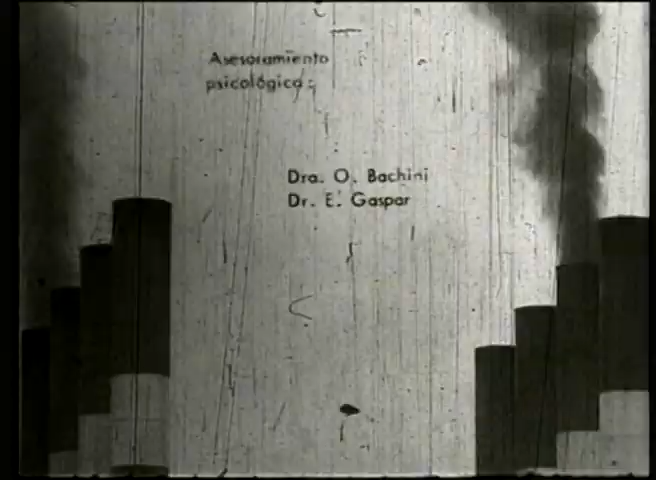 Asesoramiento
psicológico:
Dra. O. Bachini
Dr. E. Gaspar